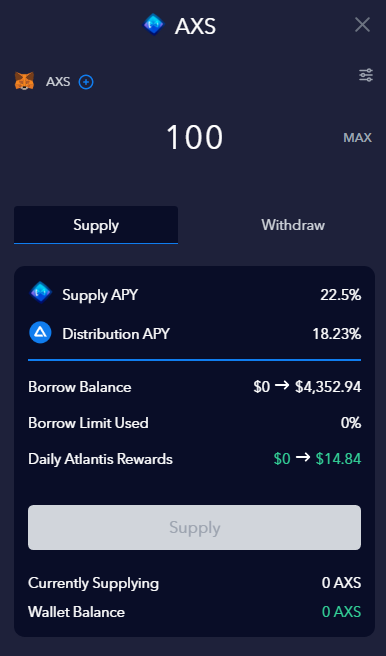 AXS
AXS
100
MAX
Supply Withdraw
Supply APY 22.5%
Distribution APY 18.23%
Borrow Balance $0 → $4,352.94
Borrow Limit Used 0%
Daily Atlantis Rewards $0 → $14.84
Supply
Currently Supplying 0 AXS
Wallet Balance 0 AXS